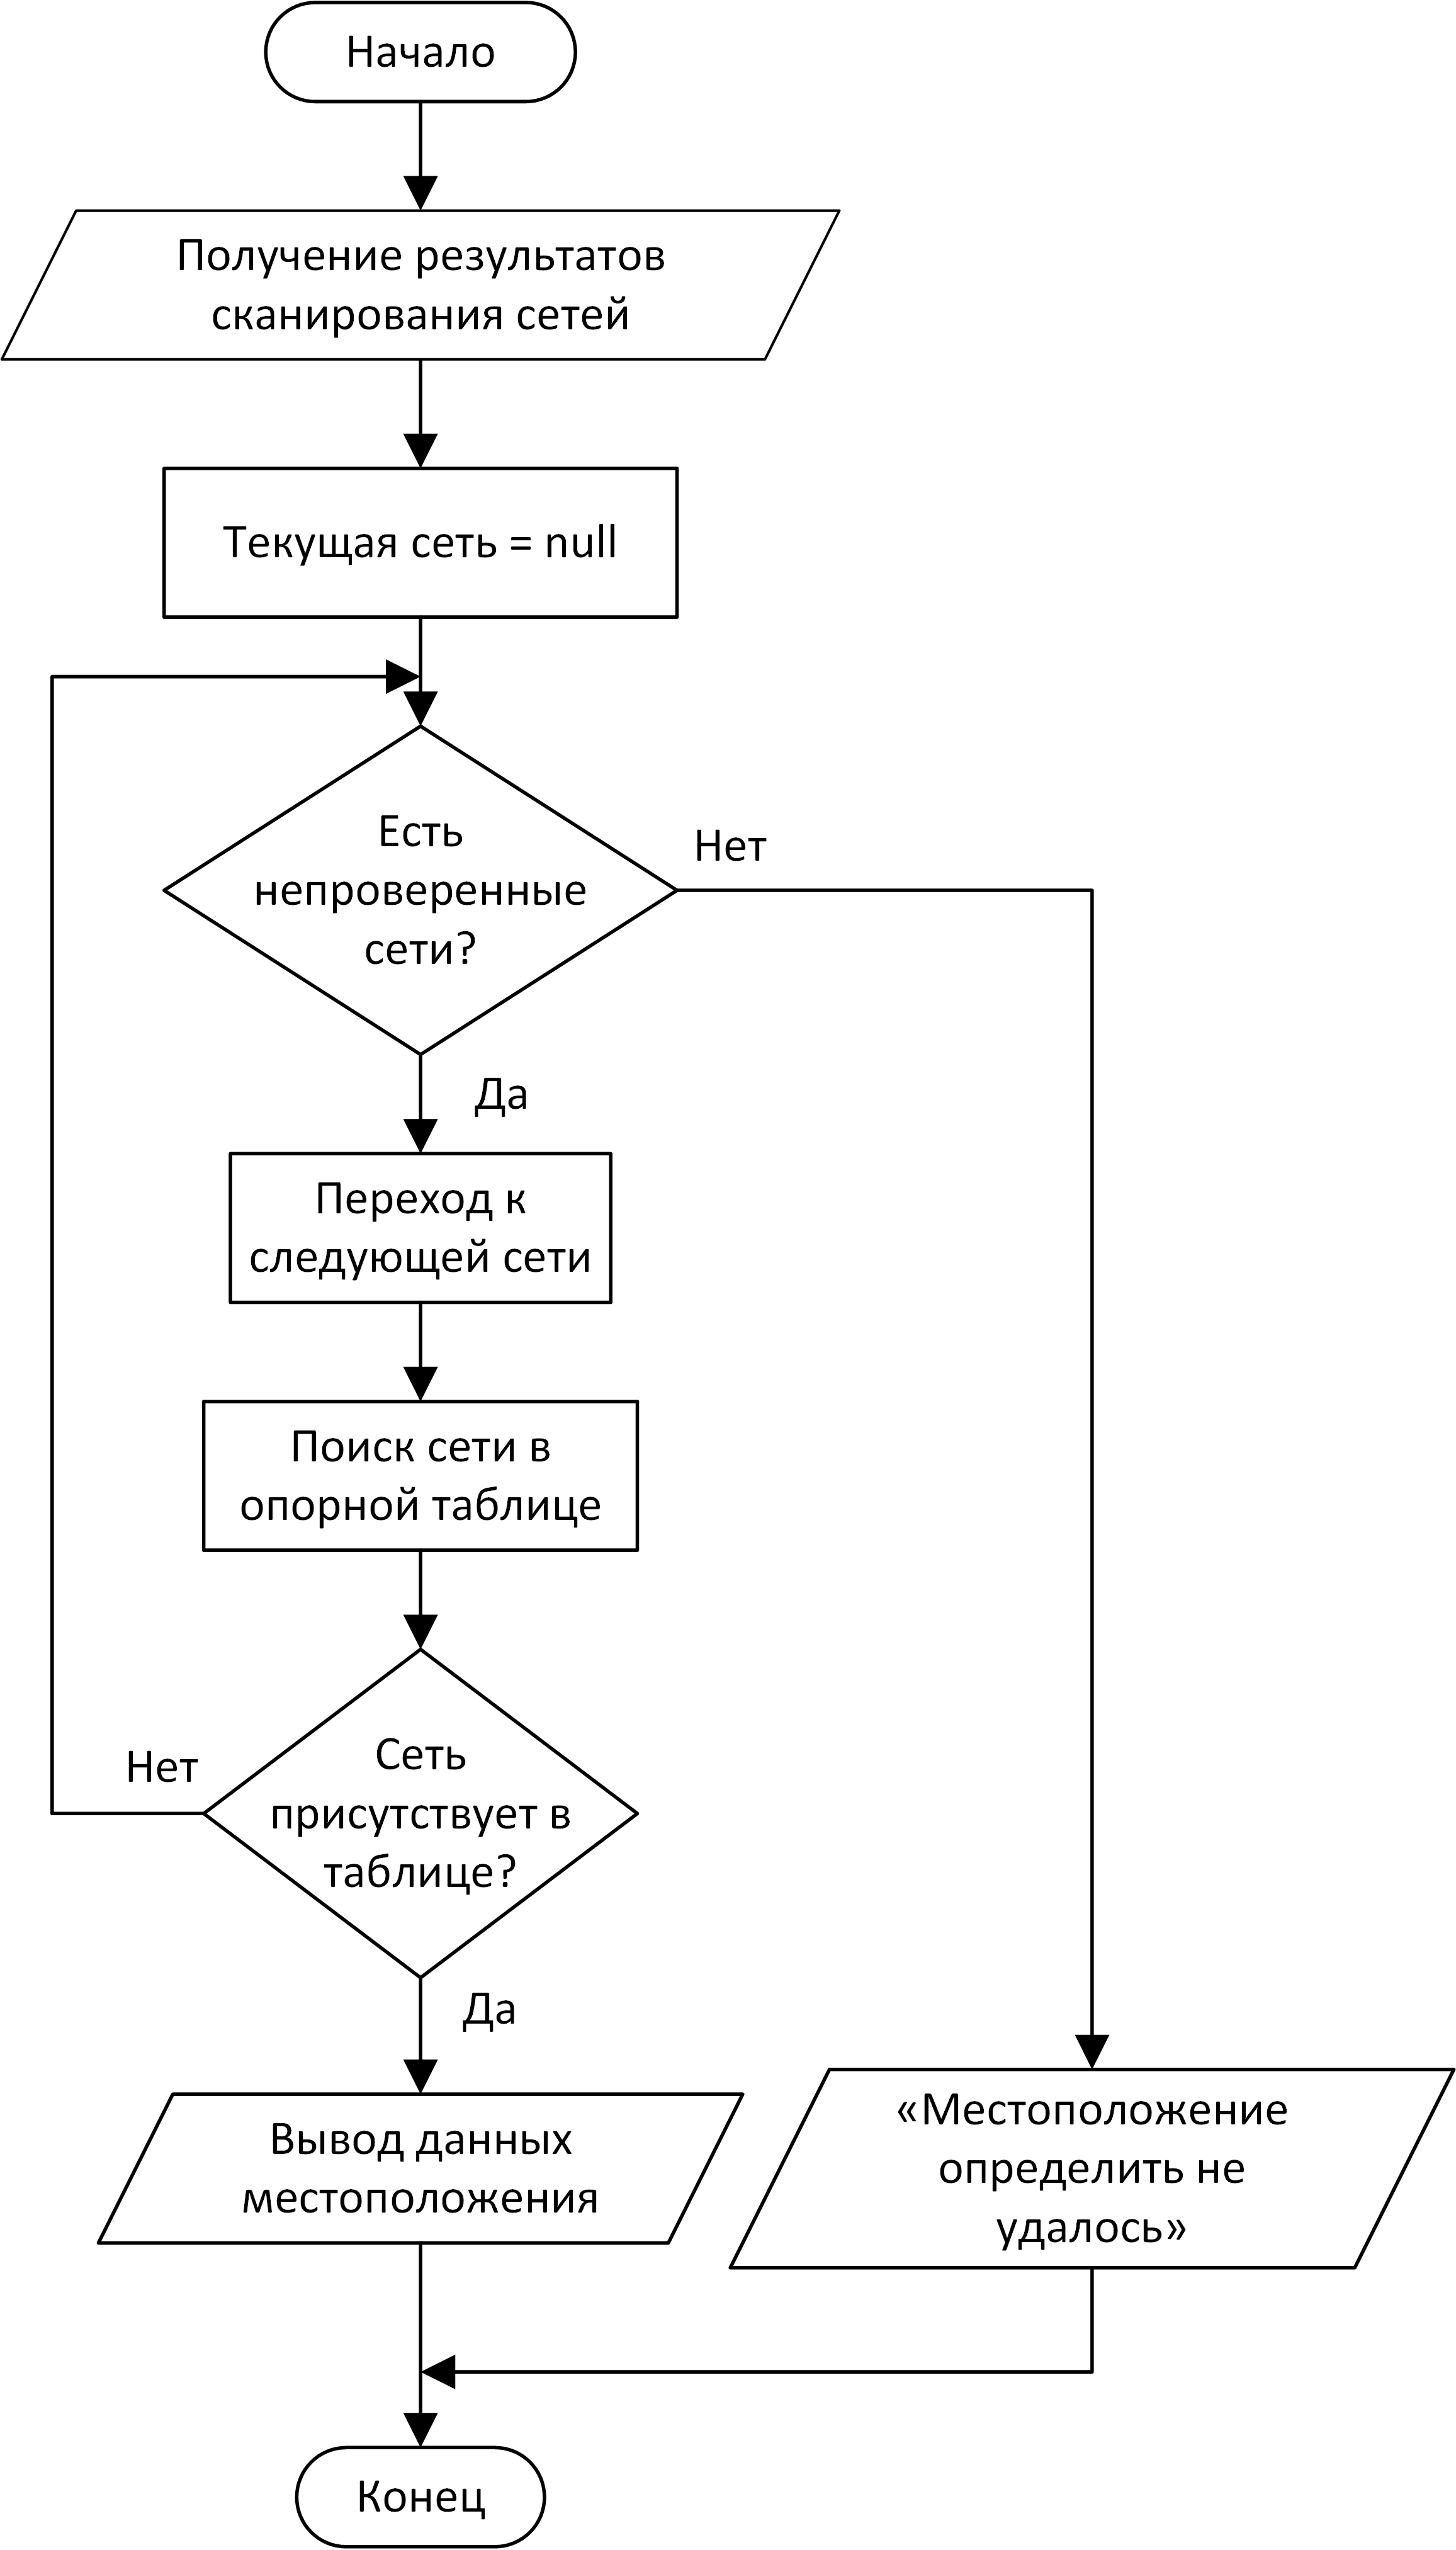 Начало
Получение результатов
сканирования сетей
Текущая сеть = null
Есть
непроверенные
сети?
Нет
Да
Переход к
следующей сети
Поиск сети в
опорной таблице
Сеть
присутствует в
таблице?
Нет
Да
Вывод данных
местоположения
«Местоположение
определить не
удалось»
Конец